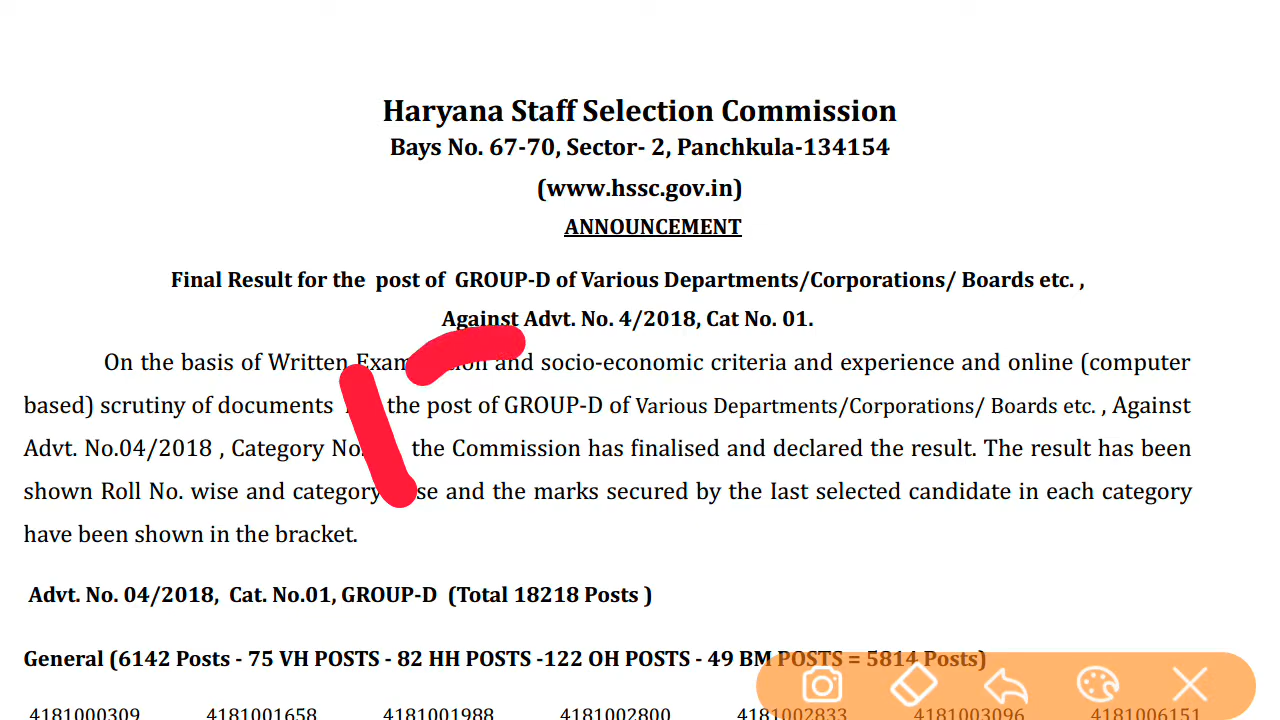 Haryana Staff Selection Commission
Bays No. 67-70, Sector- 2, Panchkula-134154
(www.hssc.gov.in)
ANNOUNCEMENT
Final Result for the post of GROUP-D of Various Departments/Corporations/ Boards etc. ,
Against Advt. No. 4/2018, Cat No. 01.
On the basis of Written and socio-economic criteria and experience and online (computer
based) scrutiny of documents the post of GROUP-D of Various Departments/Corporations/ Boards etc. , Against
Advt. No.04/2018 , Category No. the Commission has finalised and declared the result. The result has been
shown Roll No. wise and category se and the marks secured by the last selected candidate in each category
have been shown in the bracket.
Advt. No. 04/2018, Cat. No.01, GROUP-D (Total 18218 Posts )
General (6142 Posts - 75 VH POSTS - 82 HH POSTS -122 OH POSTS - 49 BM POSTS = 5814 Posts)
4181000309 4181001658 4181001988 4181002800 4181002833 4181003096 4181006151